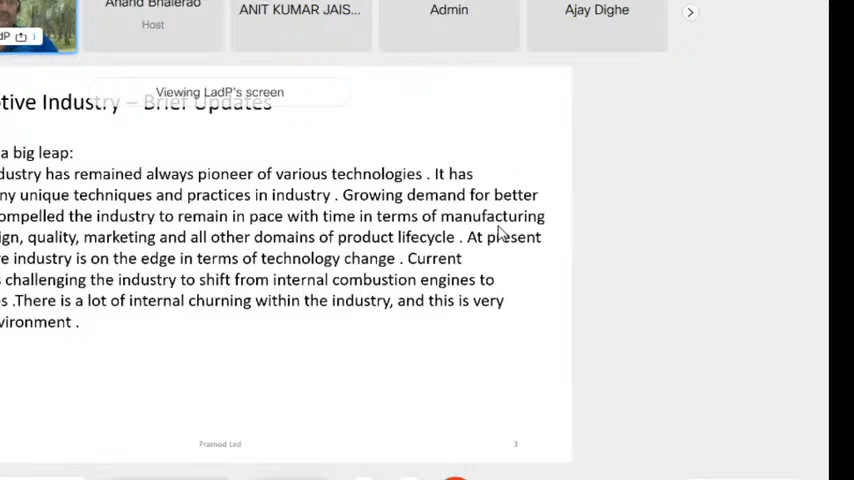 Anand Bhalerao
Host
ANIT KUMAR JAIS...
Admin
Ajay Dighe
dP
Viewing LadP's screen
tive Industry – Brief Updates
a big leap:
dustry has remained always pioneer of various technologies . It has
ny unique techniques and practices in industry . Growing demand for better
ompelled the industry to remain in pace with time in terms of manufacturing
ign, quality, marketing and all other domains of product lifecycle . At present
e industry is on the edge in terms of technology change . Current
s challenging the industry to shift from internal combustion engines to
s .There is a lot of internal churning within the industry, and this is very
vironment .
Pramod Lad
3